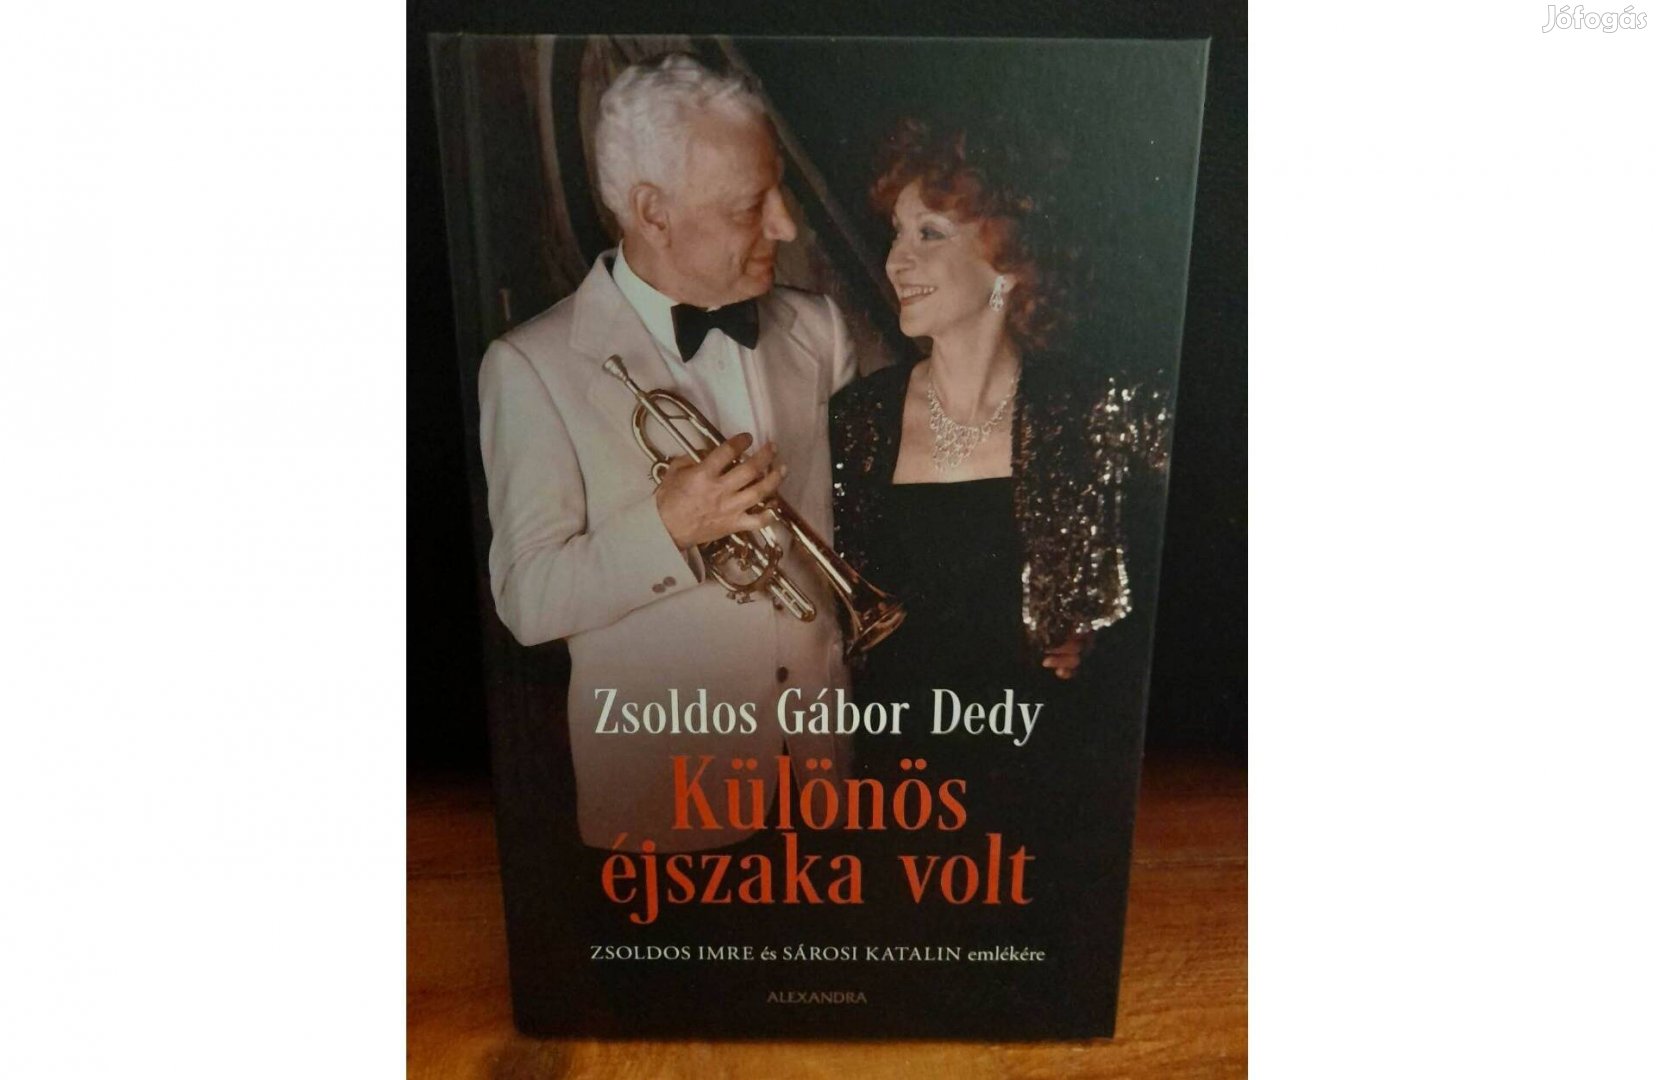 Jófogás
Zsoldos Gábor Dedy
Különös
éjszaka volt
ZSOLDOS IMRE és SÁROSI KATALIN emlékére
ALEXANDRA